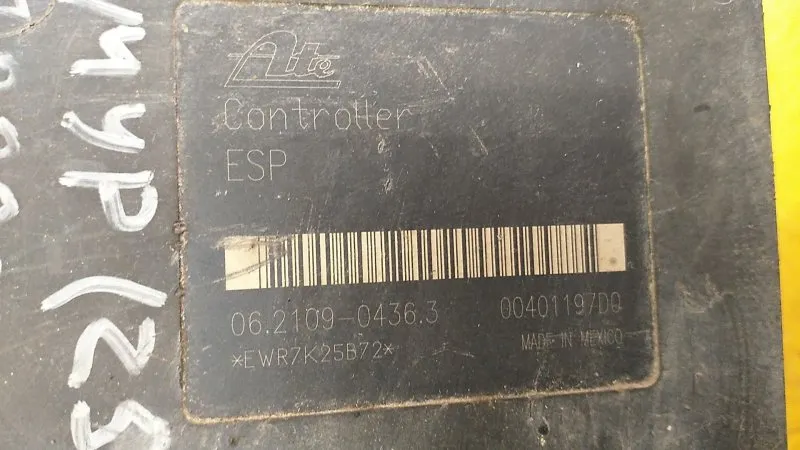 Ate
Controller
ESP
06.2109-0436.3 00401197D0
*EWR7K25B72* MADE IN MEXICO